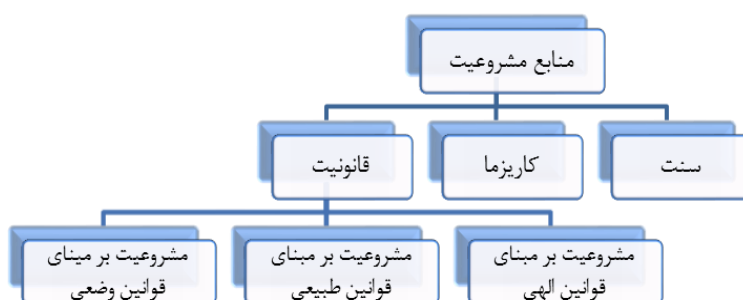 منابع مشروعیت
سنت
کاریزما
قانونیت
مشروعیت بر مبنای
قوانین الهی
مشروعیت بر مبنای
قوانین طبیعی
مشروعیت بر مینای
قوانین وضعی